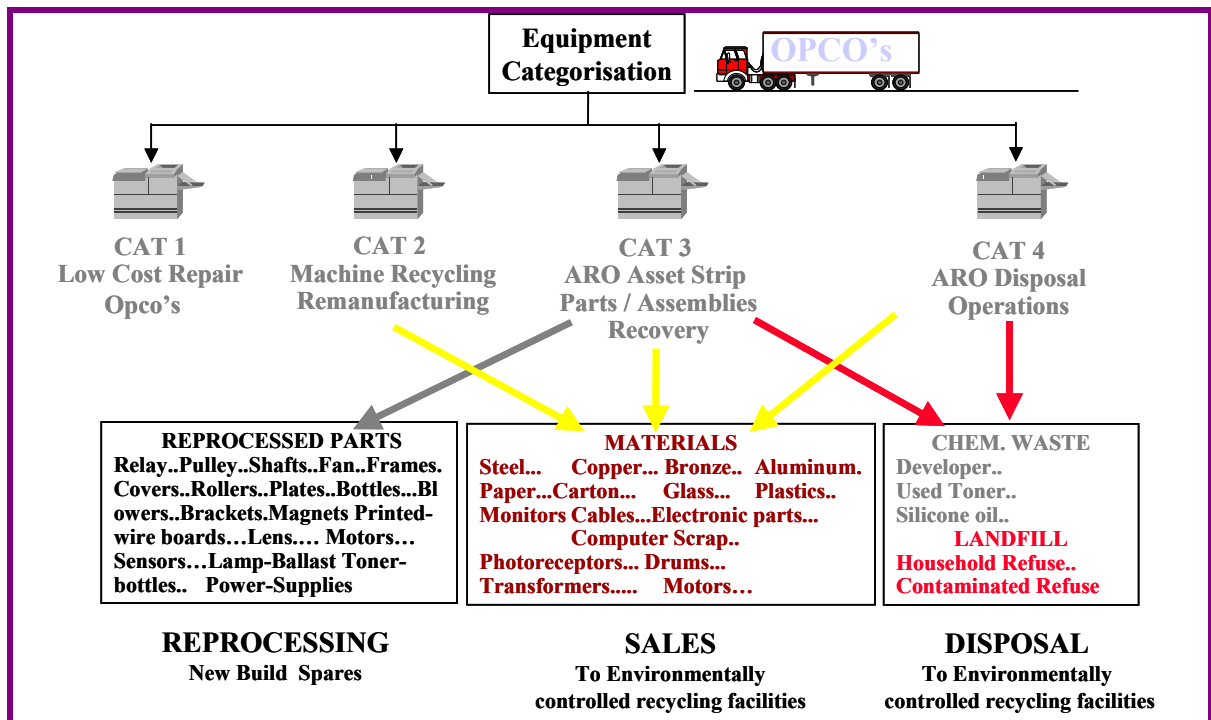 Equipment
Categorisation
OPCO's
CAT 1
Low Cost Repair
Opco's
CAT 2
Machine Recycling
Remanufacturing
CAT 3
ARO Asset Strip
Parts / Assemblies
Recovery
CAT 4
ARO Disposal
Operations
REPROCESSED PARTS
Relay..Pulley..Shafts..Fan..Frames.
Covers..Rollers..Plates..Bottles...Bl
owers..Brackets.Magnets Printed-
wire boards…Lens.… Motors…
Sensors…Lamp-Ballast Toner-
bottles.. Power-Supplies
MATERIALS
Steel... Copper... Bronze.. Aluminum.
Paper...Carton... Glass... Plastics..
Monitors Cables...Electronic parts...
Computer Scrap..
Photoreceptors... Drums...
Transformers..... Motors…
CHEM. WASTE
Developer..
Used Toner..
Silicone oil..
LANDFILL
Household Refuse..
Contaminated Refuse
REPROCESSING
New Build Spares
SALES
To Environmentally
controlled recycling facilities
DISPOSAL
To Environmentally
controlled recycling facilities